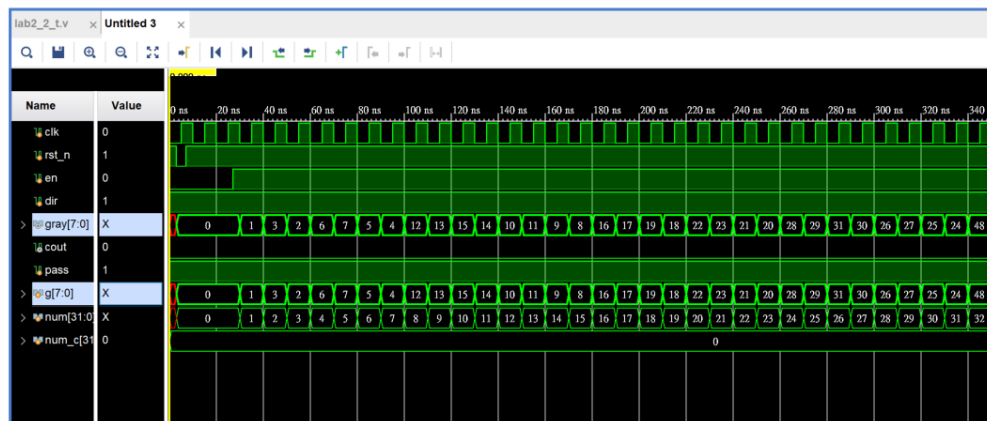 lab2_2_t.v × Untitled 3 ×
Name Value
0 ns 20 ns 40 ns 60 ns 80 ns 100 ns 120 ns 140 ns 160 ns 180 ns 200 ns 220 ns 240 ns 260 ns 280 ns 300 ns 320 ns 340
clk 0
rst_n 1
en 0
dir 1
> gray[7:0] X 0 1 3 2 6 7 5 4 12 13 15 14 10 11 9 8 16 17 19 18 22 23 21 20 28 29 31 30 26 27 25 24 48
cout 0
pass 1
> g[7:0] X 0 1 3 2 6 7 5 4 12 13 15 14 10 11 9 8 16 17 19 18 22 23 21 20 28 29 31 30 26 27 25 24 48
> num[31:0] X 0 1 2 3 4 5 6 7 8 9 10 11 12 13 14 15 16 17 18 19 20 21 22 23 24 25 26 27 28 29 30 31 32
> num_c[31 0 0